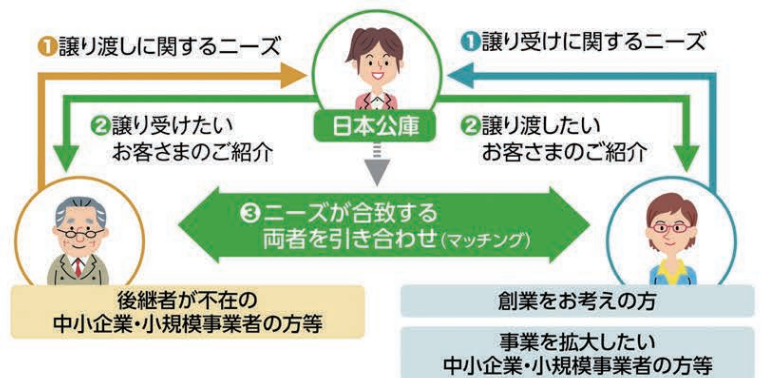 ❶譲り渡しに関するニーズ
❶譲り受けに関するニーズ
日本公庫
❷譲り受けたい
お客さまのご紹介
❷譲り渡したい
お客さまのご紹介
❸ニーズが合致する
両者を引き合わせ(マッチング)
後継者が不在の
中小企業・小規模事業者の方等
創業をお考えの方
事業を拡大したい
中小企業・小規模事業者の方等